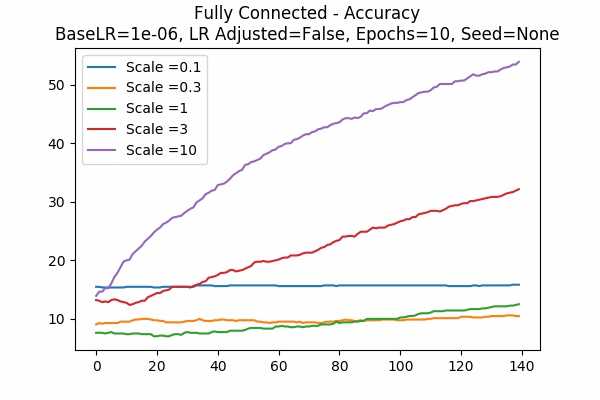 Fully Connected - Accuracy
BaseLR=1e-06, LR Adjusted=False, Epochs=10, Seed=None
Scale =0.1
Scale =0.3
Scale =1
Scale =3
Scale =10
50
40
30
20
10
0 20 40 60 80 100 120 140